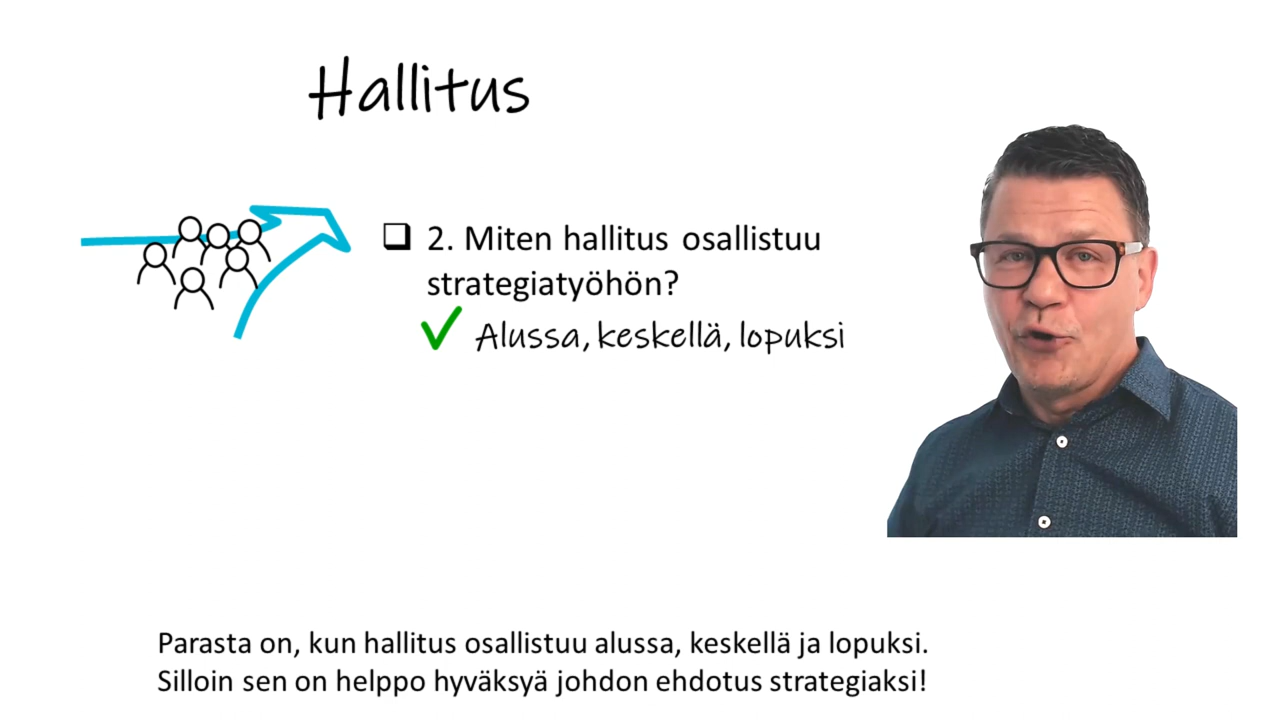 Hallitus
❑ 2. Miten hallitus osallistuu
strategiatyöhön?
✓ Alussa, keskellä, lopuksi
Parasta on, kun hallitus osallistuu alussa, keskellä ja lopuksi.
Silloin sen on helppo hyväksyä johdon ehdotus strategiaksi!